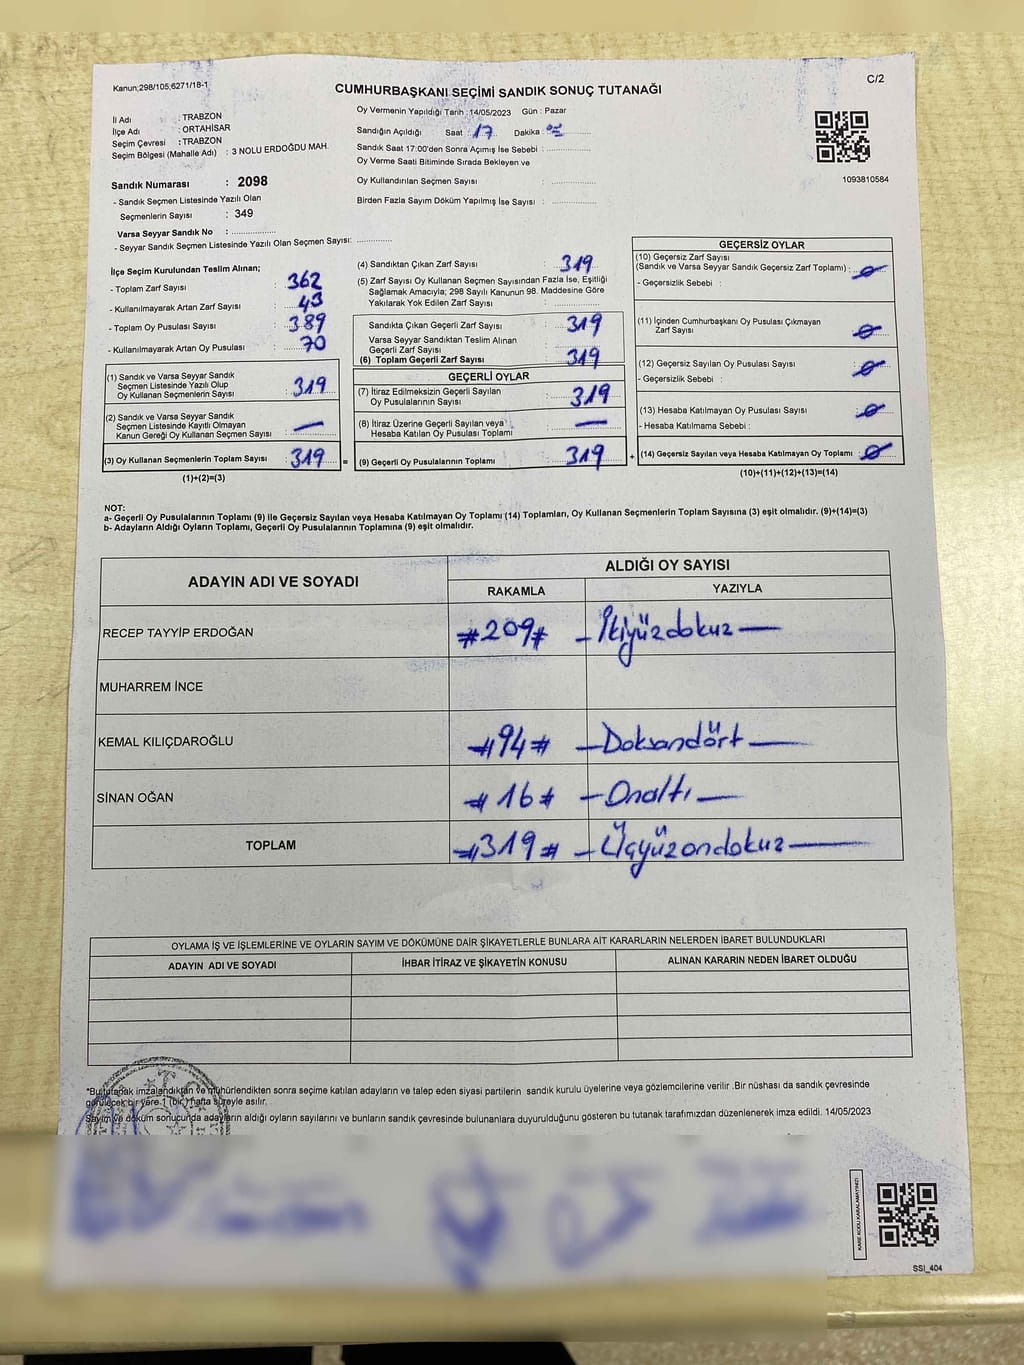 Kanun;298/105;6271/18-1
CUMHURBAŞKANI SEÇİMİ SANDIK SONUÇ TUTANAĞI
C/2
İl Adı : TRABZON
İlçe Adı : ORTAHİSAR
Seçim Çevresi : TRABZON
Seçim Bölgesi (Mahalle Adı) : 3 NOLU ERDOĞDU MAH.
Sandık Numarası : 2098
- Sandık Seçmen Listesinde Yazılı Olan
Seçmenlerin Sayısı : 349
Varsa Seyyar Sandık No :
- Seyyar Sandık Seçmen Listesinde Yazılı Olan Seçmen Sayısı:
Oy Vermenin Yapıldığı Tarih :14/05/2023 Gün : Pazar
Sandığın Açıldığı Saat : 17 Dakika :
Sandık Saat 17:00'den Sonra Açımış İse Sebebi :
Oy Verme Saati Bitiminde Sırada Bekleyen ve
Oy Kullandırılan Seçmen Sayısı :
Birden Fazla Sayım Döküm Yapılmış İse Sayısı :
1093810584
İlçe Seçim Kurulundan Teslim Alınan;
- Toplam Zarf Sayısı : 362
- Kullanılmayarak Artan Zarf Sayısı : 43
- Toplam Oy Pusulası Sayısı : 389
- Kullanılmayarak Artan Oy Pusulası : 70
(1) Sandık ve Varsa Seyyar Sandık
Seçmen Listesinde Yazılı Olup
Oy Kullanan Seçmenlerin Sayısı : 319
(2) Sandık ve Varsa Seyyar Sandık
Seçmen Listesinde Kayıtlı Olmayan
Kanun Gereği Oy Kullanan Seçmen Sayısı : —
(3) Oy Kullanan Seçmenlerin Toplam Sayısı : 319 =
(1)+(2)=(3)
(4) Sandıktan Çıkan Zarf Sayısı : 319
(5) Zarf Sayısı Oy Kullanan Seçmen Sayısından Fazla İse, Eşitliği
Sağlamak Amacıyla; 298 Sayılı Kanunun 98. Maddesine Göre
Yakılarak Yok Edilen Zarf Sayısı :
Sandıkta Çıkan Geçerli Zarf Sayısı : 319
Varsa Seyyar Sandıktan Teslim Alınan
Geçerli Zarf Sayısı :
(6) Toplam Geçerli Zarf Sayısı : 319
GEÇERLİ OYLAR
(7) İtiraz Edilmeksizin Geçerli Sayılan
Oy Pusulalarının Sayısı : 319
(8) İtiraz Üzerine Geçerli Sayılan veya
Hesaba Katılan Oy Pusulası Toplamı : —
(9) Geçerli Oy Pusulalarının Toplamı : 319 +
GEÇERSİZ OYLAR
(10) Geçersiz Zarf Sayısı
(Sandık ve Varsa Seyyar Sandık Geçersiz Zarf Toplamı) : Ø
- Geçersizlik Sebebi :
(11) İçinden Cumhurbaşkanı Oy Pusulası Çıkmayan
Zarf Sayısı : Ø
(12) Geçersiz Sayılan Oy Pusulası Sayısı : Ø
- Geçersizlik Sebebi :
(13) Hesaba Katılmayan Oy Pusulası Sayısı : Ø
- Hesaba Katılmama Sebebi :
(14) Geçersiz Sayılan veya Hesaba Katılmayan Oy Toplamı : Ø
(10)+(11)+(12)+(13)=(14)
NOT:
a- Geçerli Oy Pusulalarının Toplamı (9) ile Geçersiz Sayılan veya Hesaba Katılmayan Oy Toplamı (14) Toplamları, Oy Kullanan Seçmenlerin Toplam Sayısına (3) eşit olmalıdır. (9)+(14)=(3)
b- Adayların Aldığı Oyların Toplamı, Geçerli Oy Pusulalarının Toplamına (9) eşit olmalıdır.
ADAYIN ADI VE SOYADI
ALDIĞI OY SAYISI
RAKAMLA YAZIYLA
RECEP TAYYİP ERDOĞAN #209# —İkiyüzdokuz—
MUHARREM İNCE
KEMAL KILIÇDAROĞLU #94# —Doksandört—
SİNAN OĞAN #16# —Onaltı—
TOPLAM #319# —Üçyüzondokuz—
OYLAMA İŞ VE İŞLEMLERİNE VE OYLARIN SAYIM VE DÖKÜMÜNE DAİR ŞİKAYETLERLE BUNLARA AİT KARARLARIN NELERDEN İBARET BULUNDUKLARI
ADAYIN ADI VE SOYADI İHBAR İTİRAZ VE ŞİKAYETİN KONUSU ALINAN KARARIN NEDEN İBARET OLDUĞU
*Bu tutanak imzalandıktan ve mühürlendikten sonra seçime katılan adayların ve talep eden siyasi partilerin sandık kurulu üyelerine veya gözlemcilerine verilir .Bir nüshası da sandık çevresinde
görülecek bir yere 1 (bir) hafta süreyle asılır.
Sayım ve döküm sonucunda adayların aldığı oyların sayılarını ve bunların sandık çevresinde bulunanlara duyurulduğunu gösteren bu tutanak tarafımızdan düzenlenerek imza edildi. 14/05/2023
KARE KODU KARALAMAYINIZ!
SSI_404